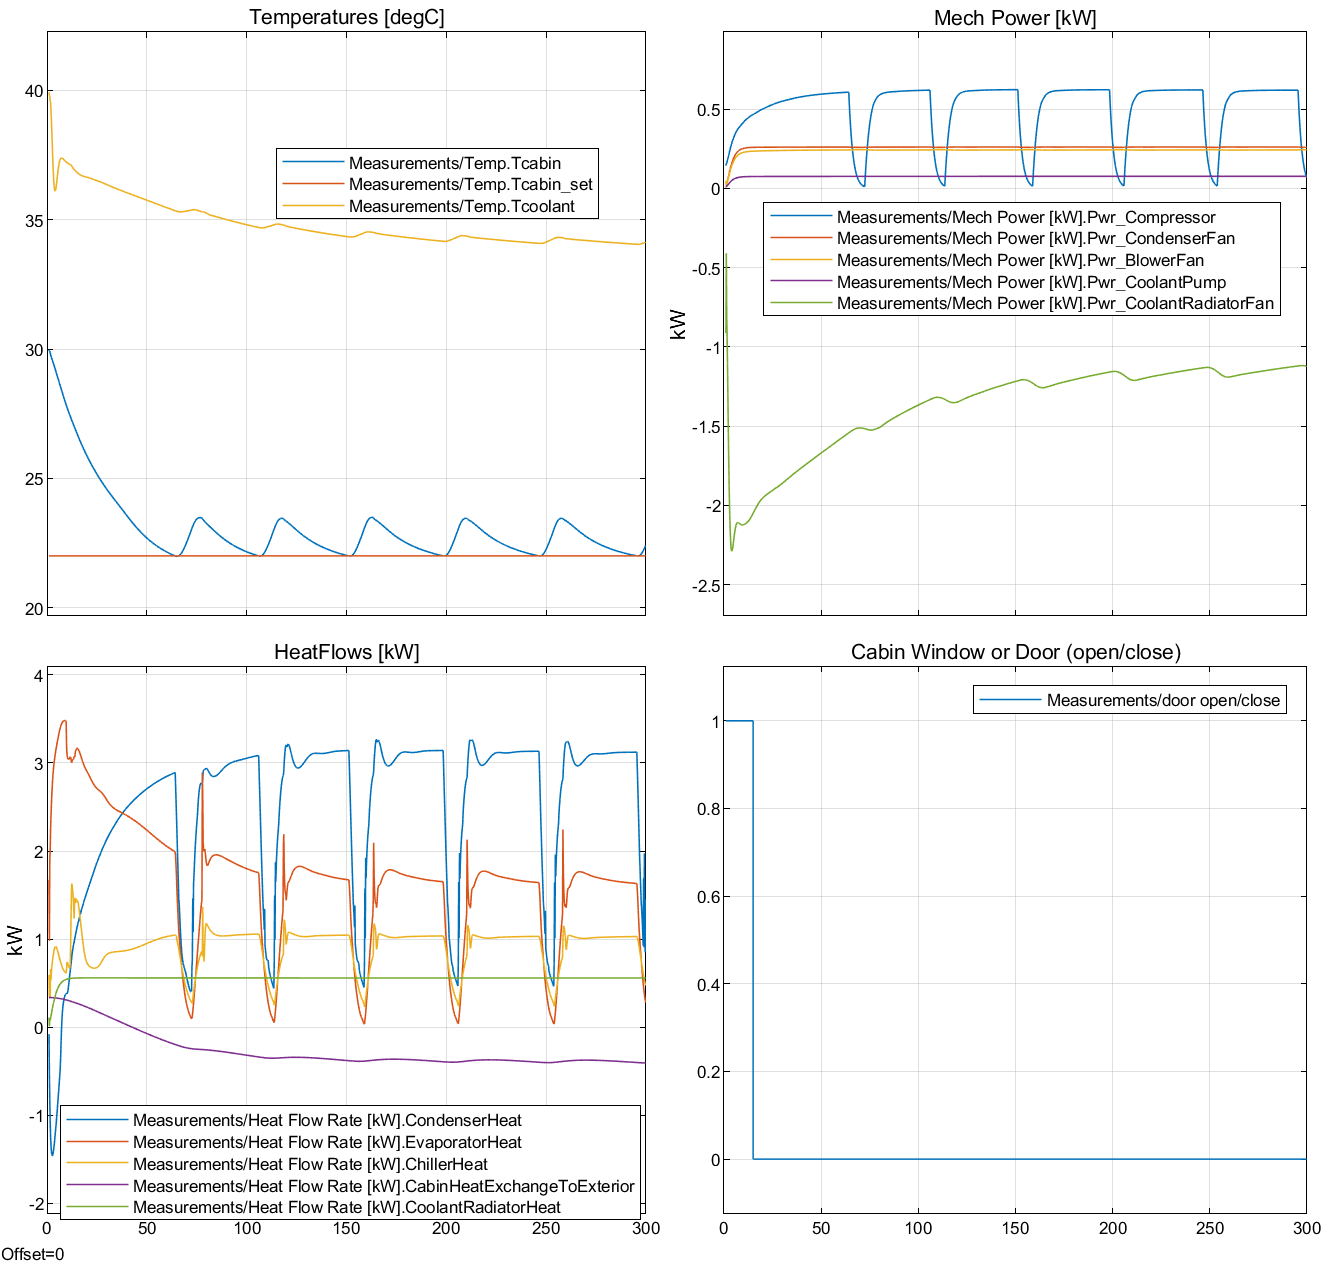 Temperatures [degC]
40
35
30
25
20
Measurements/Temp.Tcabin
Measurements/Temp.Tcabin_set
Measurements/Temp.Tcoolant
Mech Power [kW]
kW
0.5
0
-0.5
-1
-1.5
-2
-2.5
Measurements/Mech Power [kW].Pwr_Compressor
Measurements/Mech Power [kW].Pwr_CondenserFan
Measurements/Mech Power [kW].Pwr_BlowerFan
Measurements/Mech Power [kW].Pwr_CoolantPump
Measurements/Mech Power [kW].Pwr_CoolantRadiatorFan
HeatFlows [kW]
kW
4
3
2
1
0
-1
-2
Measurements/Heat Flow Rate [kW].CondenserHeat
Measurements/Heat Flow Rate [kW].EvaporatorHeat
Measurements/Heat Flow Rate [kW].ChillerHeat
Measurements/Heat Flow Rate [kW].CabinHeatExchangeToExterior
Measurements/Heat Flow Rate [kW].CoolantRadiatorHeat
0 50 100 150 200 250 300
Offset=0
Cabin Window or Door (open/close)
Measurements/door open/close
1
0.8
0.6
0.4
0.2
0
0 50 100 150 200 250 300